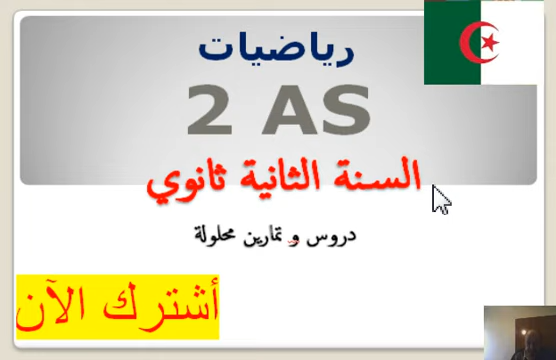 رياضيات
2 AS
السنة الثانية ثانوي
دروس و تمارين محلولة
أشترك الآن